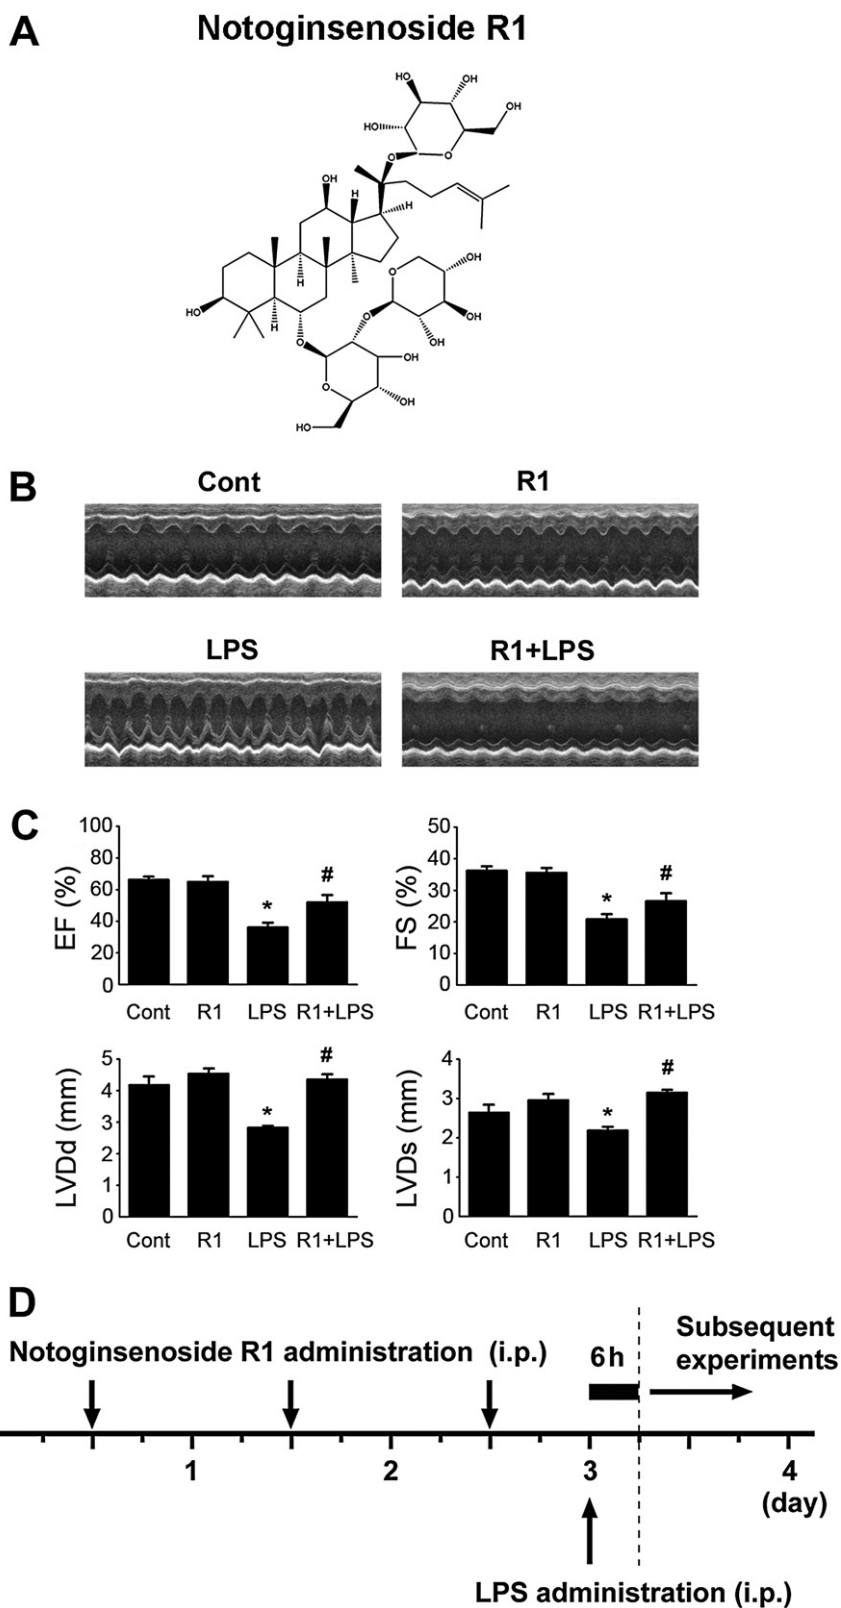 A
Notoginsenoside R1
HO
OH
OH
HO
O
O
OH
H
H
OH
H
HO
H
O
OH
O
OH
OH
O
OH
O
OH
HO
B
Cont
R1
LPS
R1+LPS
C
100
80
60
40
20
0
EF (%)
*
#
Cont R1 LPS R1+LPS
50
40
30
20
10
0
FS (%)
*
#
Cont R1 LPS R1+LPS
5
4
3
2
1
0
LVDd (mm)
*
#
Cont R1 LPS R1+LPS
4
3
2
1
0
LVDs (mm)
*
#
Cont R1 LPS R1+LPS
D
Notoginsenoside R1 administration (i.p.)
6h
Subsequent
experiments
1 2 3 4
(day)
LPS administration (i.p.)